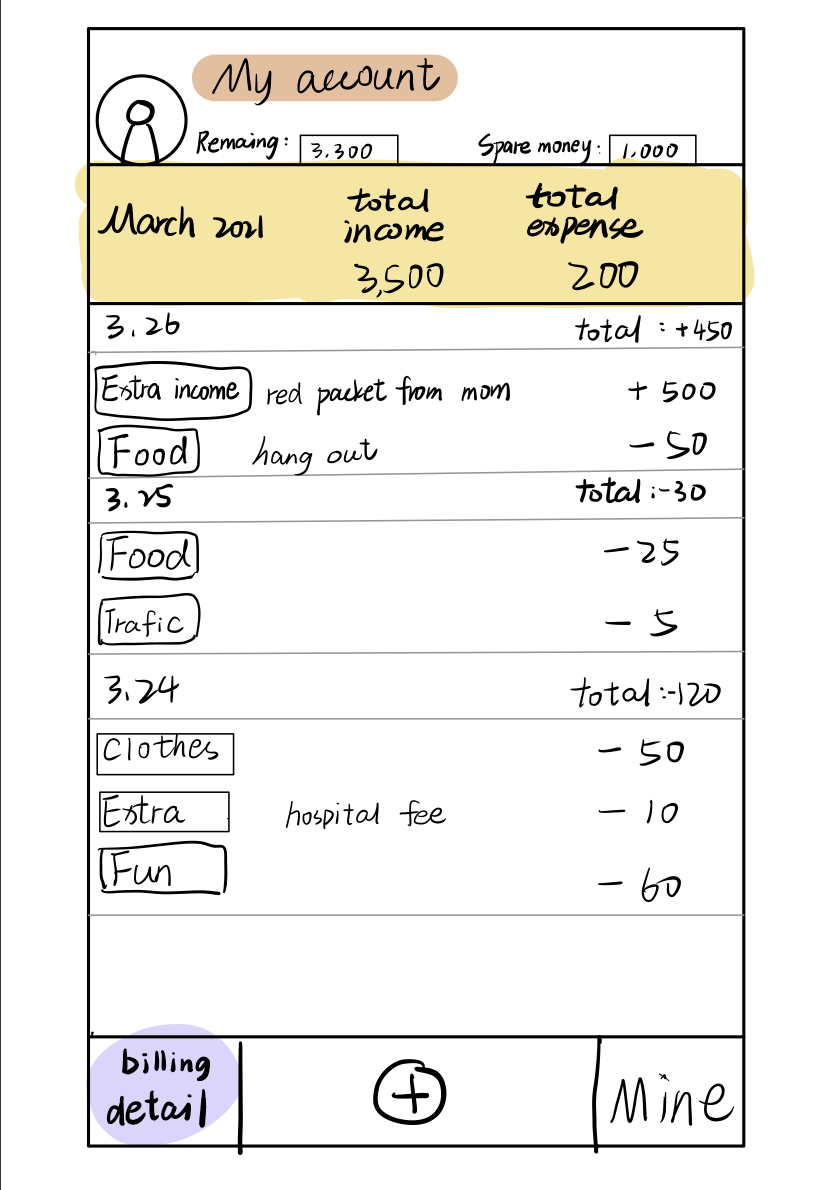 My account
Remaing: 3.300 Spare money: 1.000
March 2021 total income 3,500 total expense 200
3.26 total : +450
Extra income red packet from mom + 500
Food hang out - 50
3.25 total :-30
Food - 25
Trafic - 5
3.24 total :-120
Clothes - 50
Extra hospital fee - 10
Fun - 60
billing detail + Mine